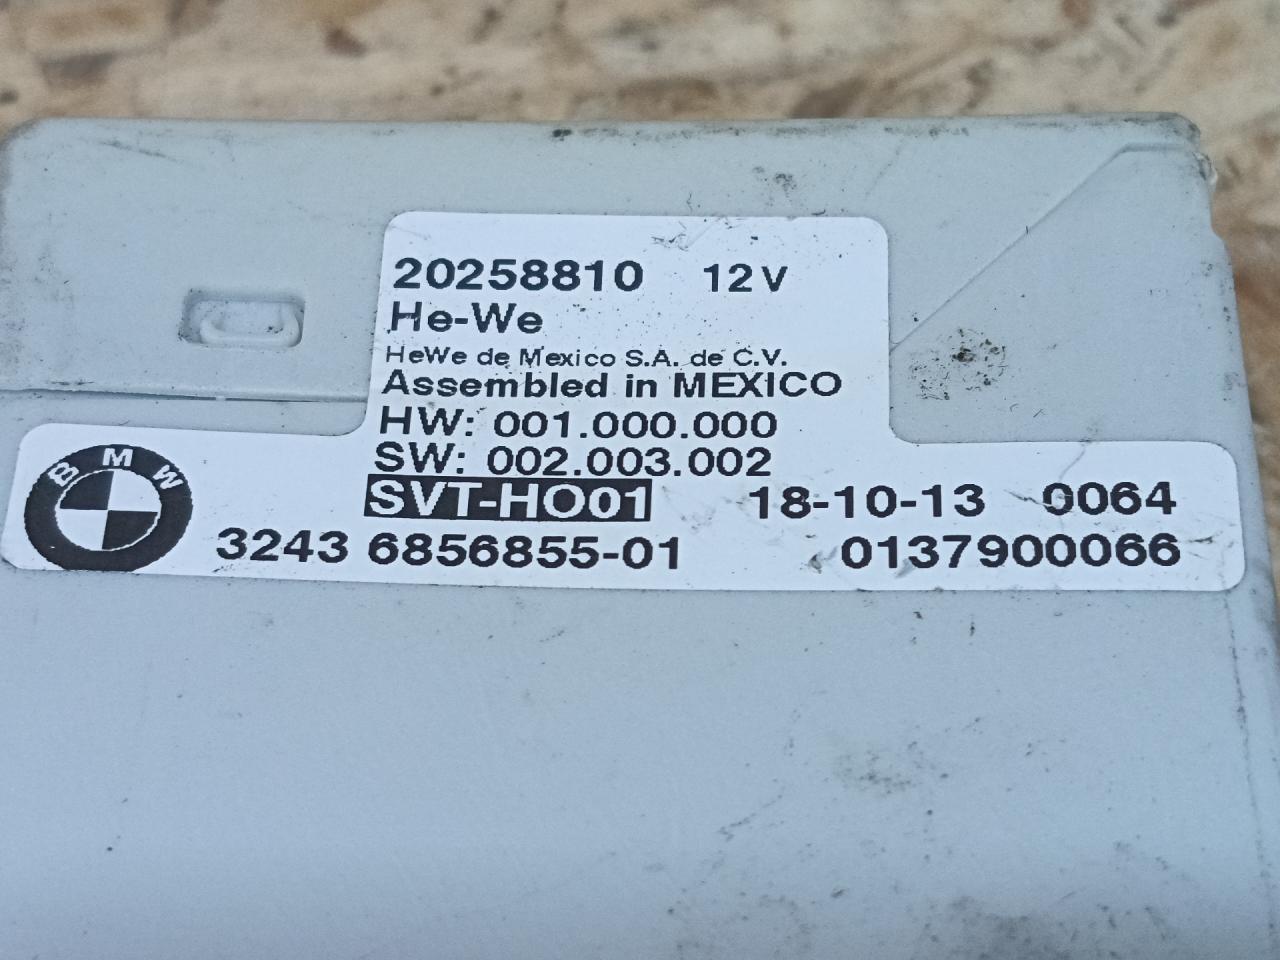 20258810 12V
He-We
HeWe de Mexico S.A. de C.V.
Assembled in MEXICO
HW: 001.000.000
SW: 002.003.002
SVT-HO01 18-10-13 0064
BMW
3243 6856855-01 0137900066